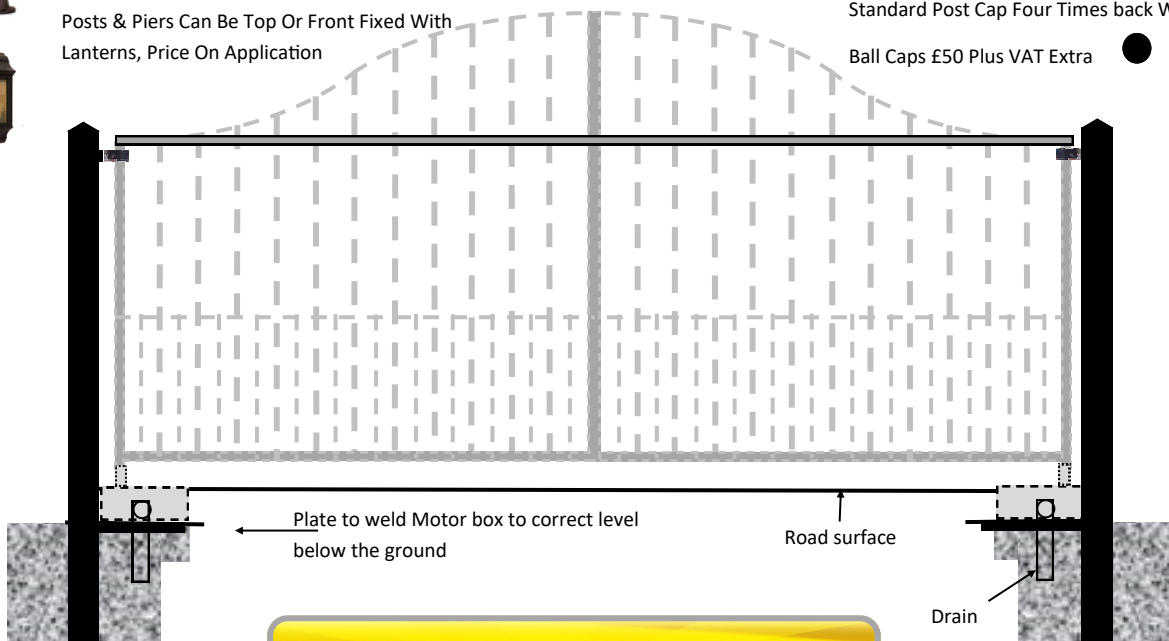 Posts & Piers Can Be Top Or Front Fixed With
Lanterns, Price On Application
Standard Post Cap Four Times back
Ball Caps £50 Plus VAT Extra
Plate to weld Motor box to correct level
below the ground
Road surface
Drain